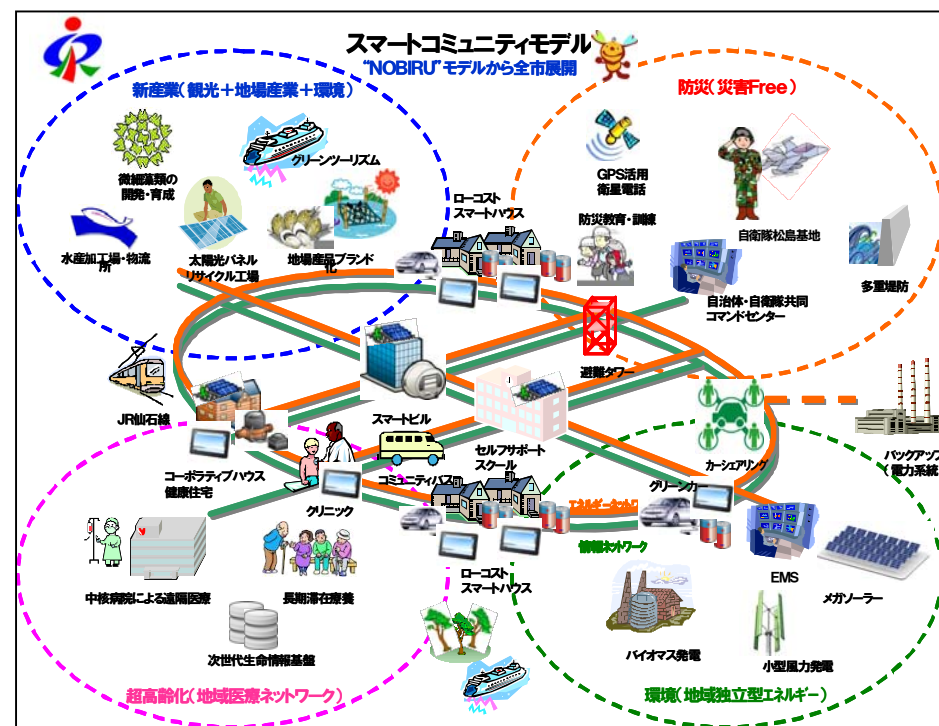 スマートコミュニティモデル
“NOBIRU”モデルから全市展開
新産業(観光+地場産業+環境)
防災(災害Free)
微細藻類の
開発・育成
グリーンツーリズム
水産加工場・物流
所
太陽光パネル
リサイクル工場
地場産品ブランド
化
ローコスト
スマートハウス
GPS活用
衛星電話
防災教育・訓練
自衛隊松島基地
自治体・自衛隊共同
コマンドセンター
多重堤防
避難タワー
JR仙石線
スマートビル
セルフサポート
スクール
カーシェアリング
バックアップ
(電力系統
コーポラティブハウス
健康住宅
コミュニティバス
クリニック
グリーンカー
情報ネットワーク
ローコスト
スマートハウス
中核病院による遠隔医療
長期滞在療養
次世代生命情報基盤
EMS
メガソーラー
バイオマス発電
小型風力発電
超高齢化(地域医療ネットワーク)
環境(地域独立型エネルギー)